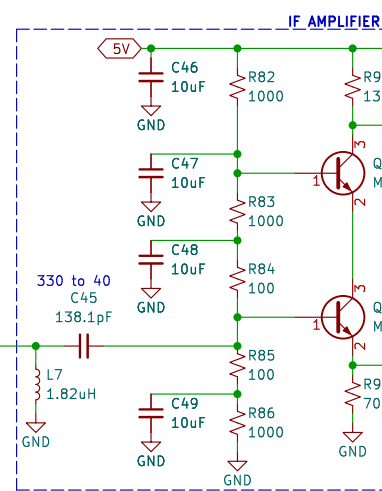 IF AMPLIFIER
5V
C46
10uF
GND
R82
1000
R9
13
C47
10uF
GND
3
1
Q
M
2
R83
1000
C48
10uF
GND
R84
100
330 to 40
C45
138.1pF
3
1
Q
M
2
L7
1.82uH
GND
R85
100
C49
10uF
GND
R86
1000
GND
R9
70
GND